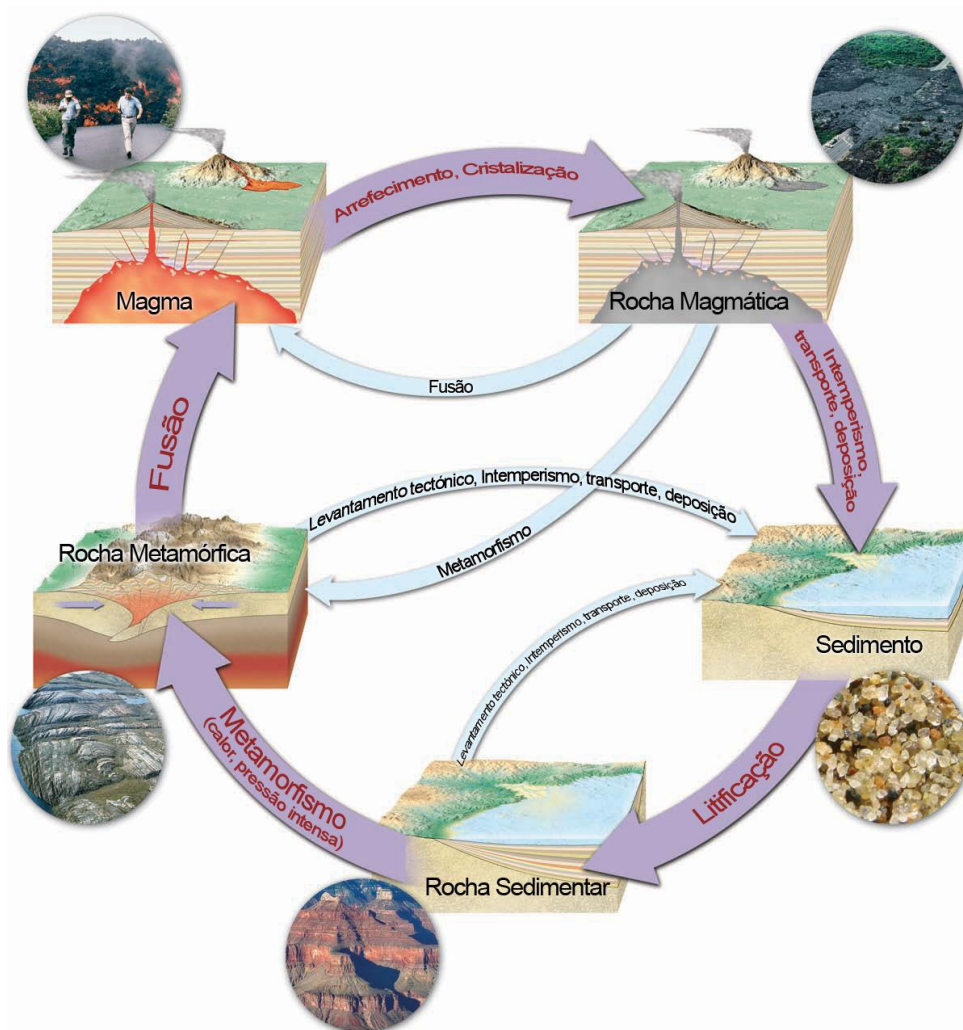 Arrefecimento, Cristalização
Magma
Rocha Magmática
Intemperismo,
transporte, deposição
Fusão
Fusão
Levantamento tectónico, Intemperismo, transporte, deposição
Metamorfismo
Rocha Metamórfica
Levantamento tectónico, Intemperismo, transporte, deposição
Sedimento
Metamorfismo
(calor, pressão intensa)
Litificação
Rocha Sedimentar